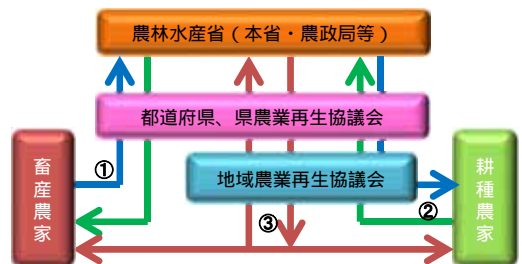 農林水産省(本省・農政局等)
都道府県、県農業再生協議会
地域農業再生協議会
畜産農家
耕種農家
①
②
③